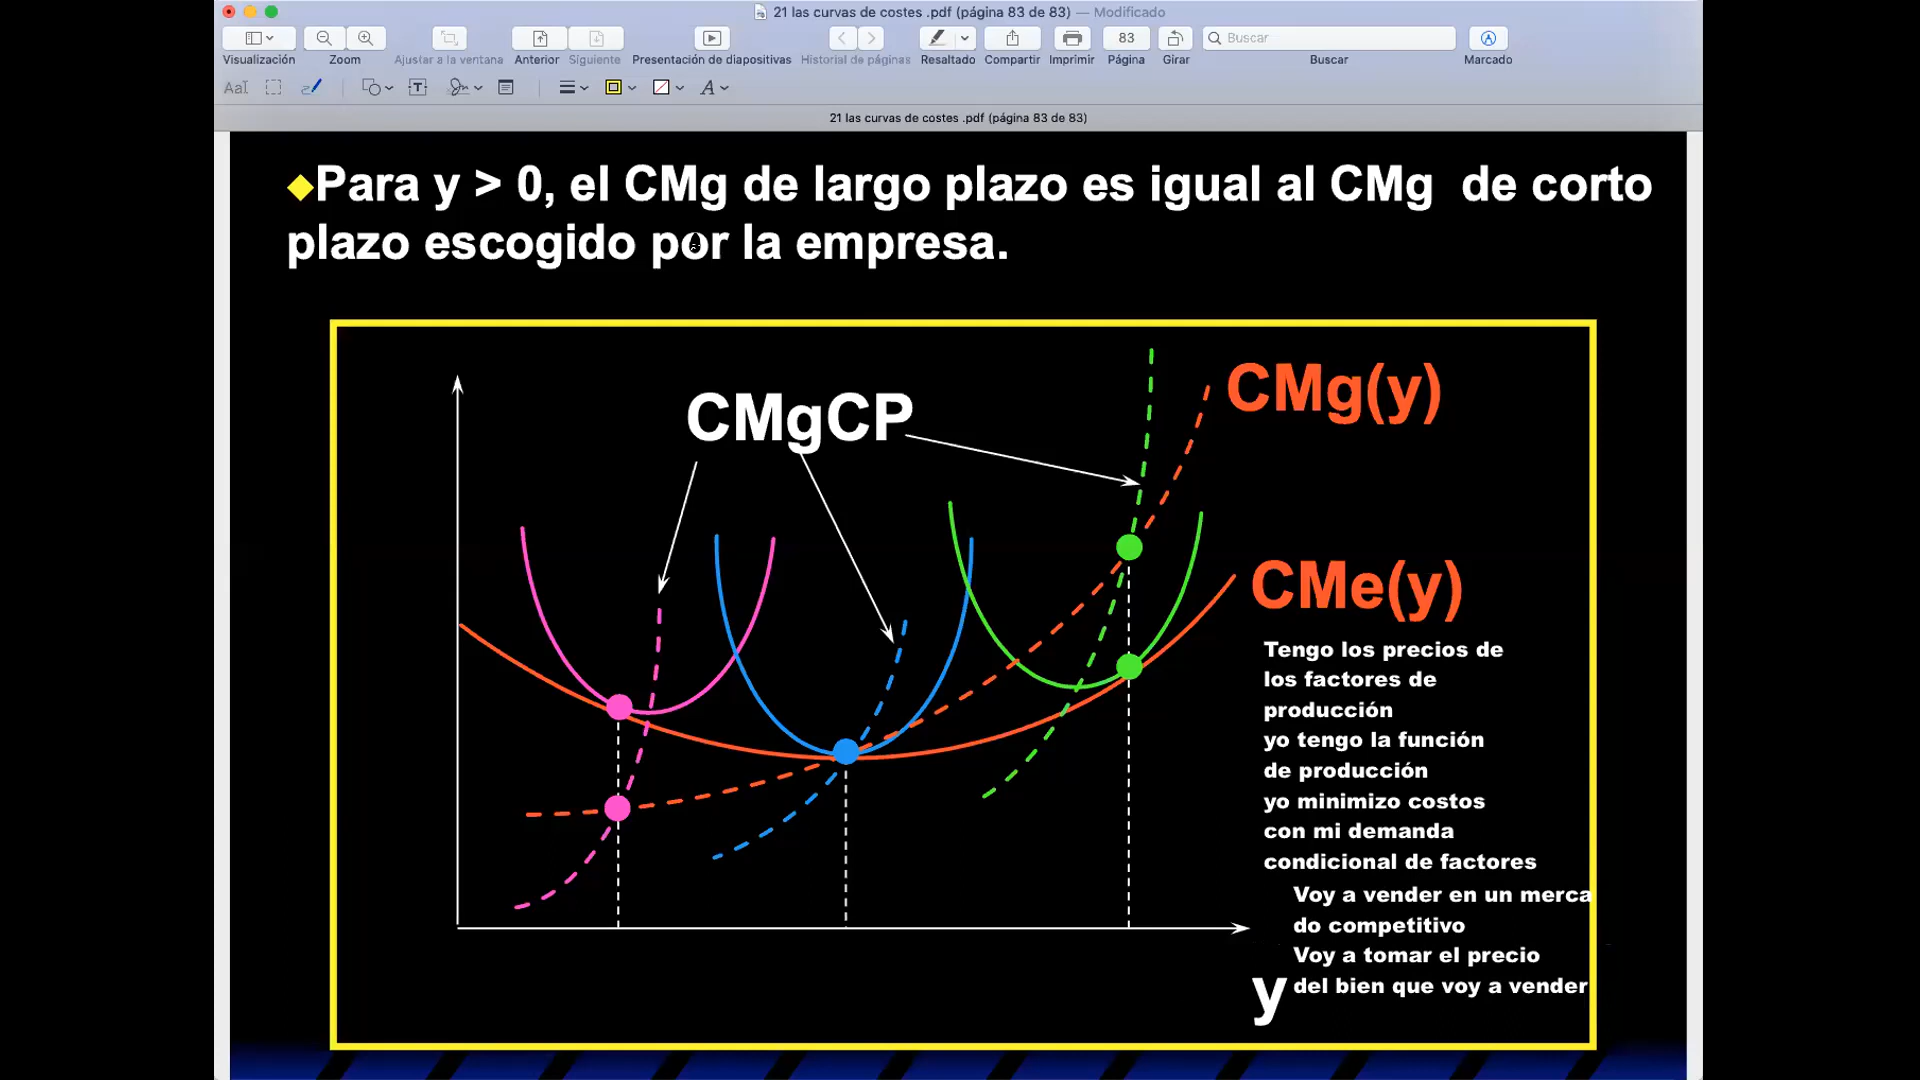 21 las curvas de costes .pdf (página 83 de 83) — Modificado
83
Buscar
Visualización
Zoom
Ajustar a la ventana
Anterior
Siguiente
Presentación de diapositivas
Historial de páginas
Resaltado
Compartir
Imprimir
Página
Girar
Buscar
Marcado
21 las curvas de costes .pdf (página 83 de 83)
Para y > 0, el CMg de largo plazo es igual al CMg de corto
plazo escogido por la empresa.
CMgCP
CMg(y)
CMe(y)
Tengo los precios de
los factores de
producción
yo tengo la función
de producción
yo minimizo costos
con mi demanda
condicional de factores
Voy a vender en un merca
do competitivo
Voy a tomar el precio
del bien que voy a vender
y